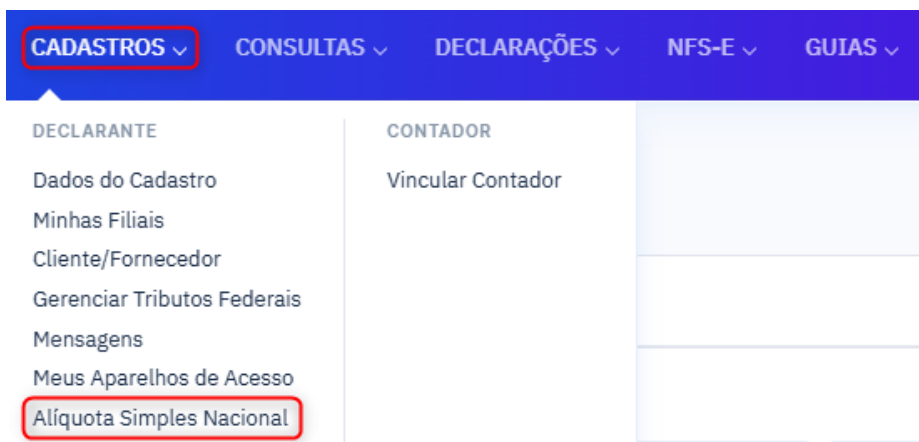 CADASTROS CONSULTAS DECLARAÇÕES NFS-E GUIAS
DECLARANTE
Dados do Cadastro
Minhas Filiais
Cliente/Fornecedor
Gerenciar Tributos Federais
Mensagens
Meus Aparelhos de Acesso
Alíquota Simples Nacional
CONTADOR
Vincular Contador